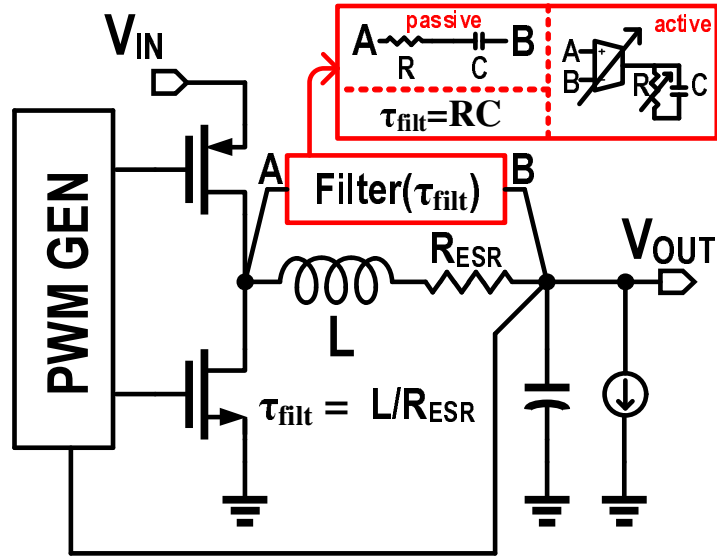 passive
active
A
R
C
B
A
B
R
C
τfilt=RC
VIN
PWM GEN
A
Filter(τfilt)
B
RESR
VOUT
L
τfilt = L/RESR
+
-